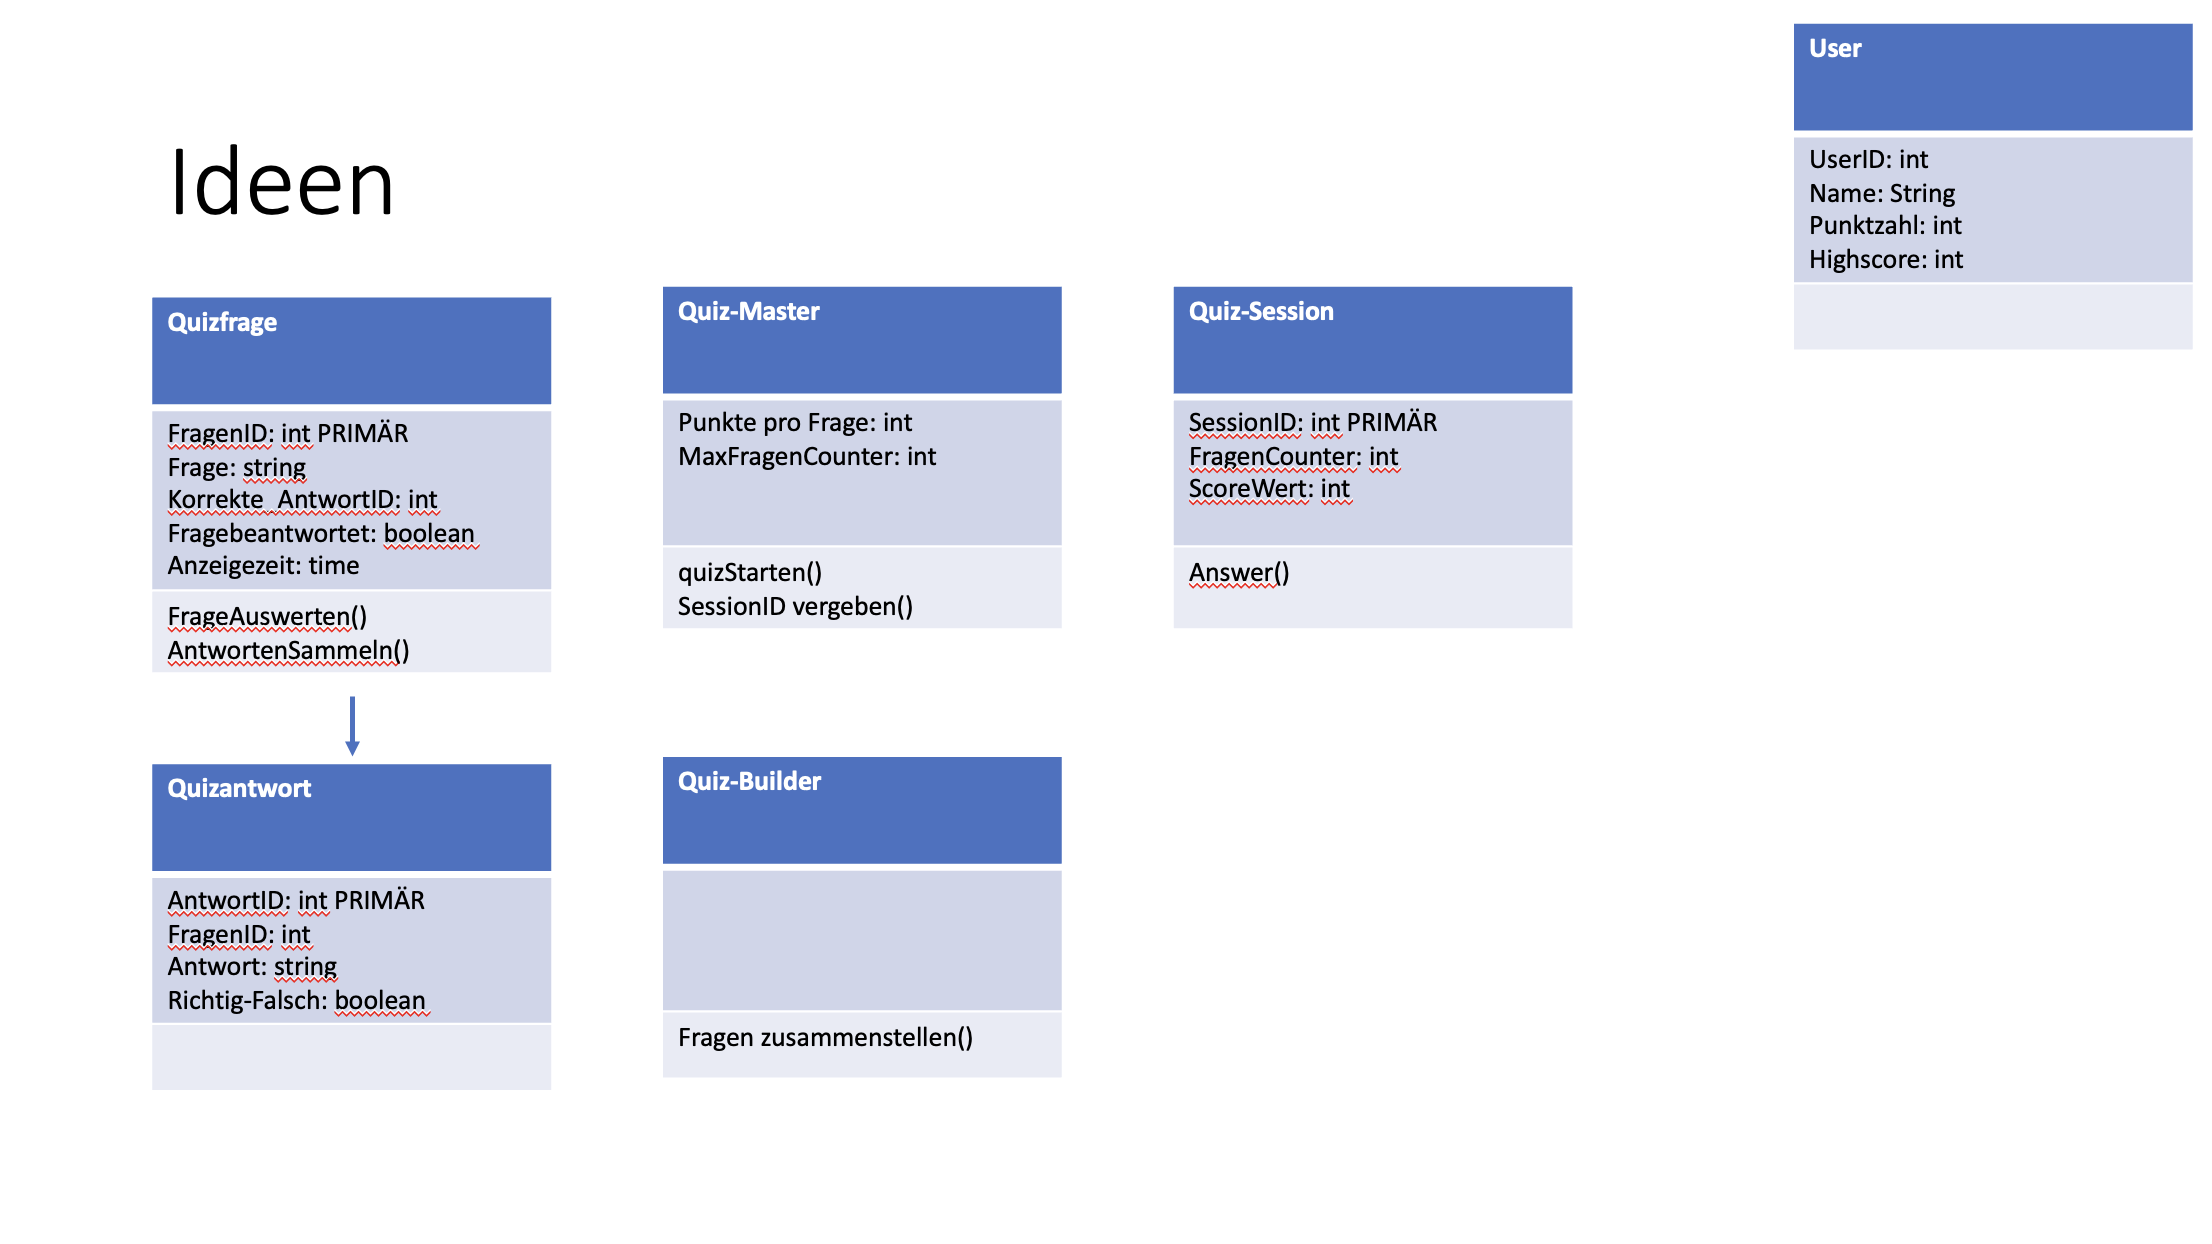 Ideen
User
UserID: int
Name: String
Punktzahl: int
Highscore: int
Quizfrage
FragenID: int PRIMÄR
Frage: string
Korrekte_AntwortID: int
Fragebeantwortet: boolean
Anzeigezeit: time
FrageAuswerten()
AntwortenSammeln()
Quiz-Master
Punkte pro Frage: int
MaxFragenCounter: int
quizStarten()
SessionID vergeben()
Quiz-Session
SessionID: int PRIMÄR
FragenCounter: int
ScoreWert: int
Answer()
Quizantwort
AntwortID: int PRIMÄR
FragenID: int
Antwort: string
Richtig-Falsch: boolean
Quiz-Builder
Fragen zusammenstellen()